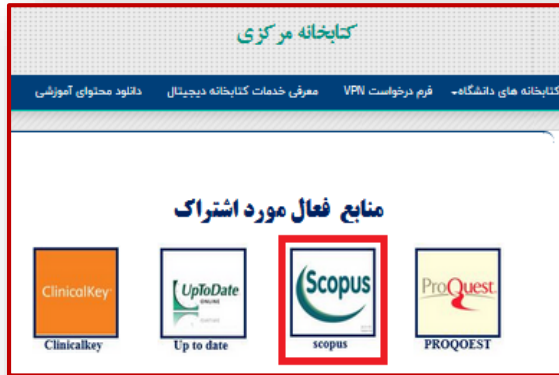 کتابخانه مرکزی
کتابخانه های دانشگاه فرم درخواست VPN معرفی خدمات کتابخانه دیجیتال دانلود محتوای آموزشی
منابع فعال مورد اشتراک
ClinicalKey UpToDate Scopus ProQuest
ONLINE
Clinicalkey Up to date scopus PROQOEST